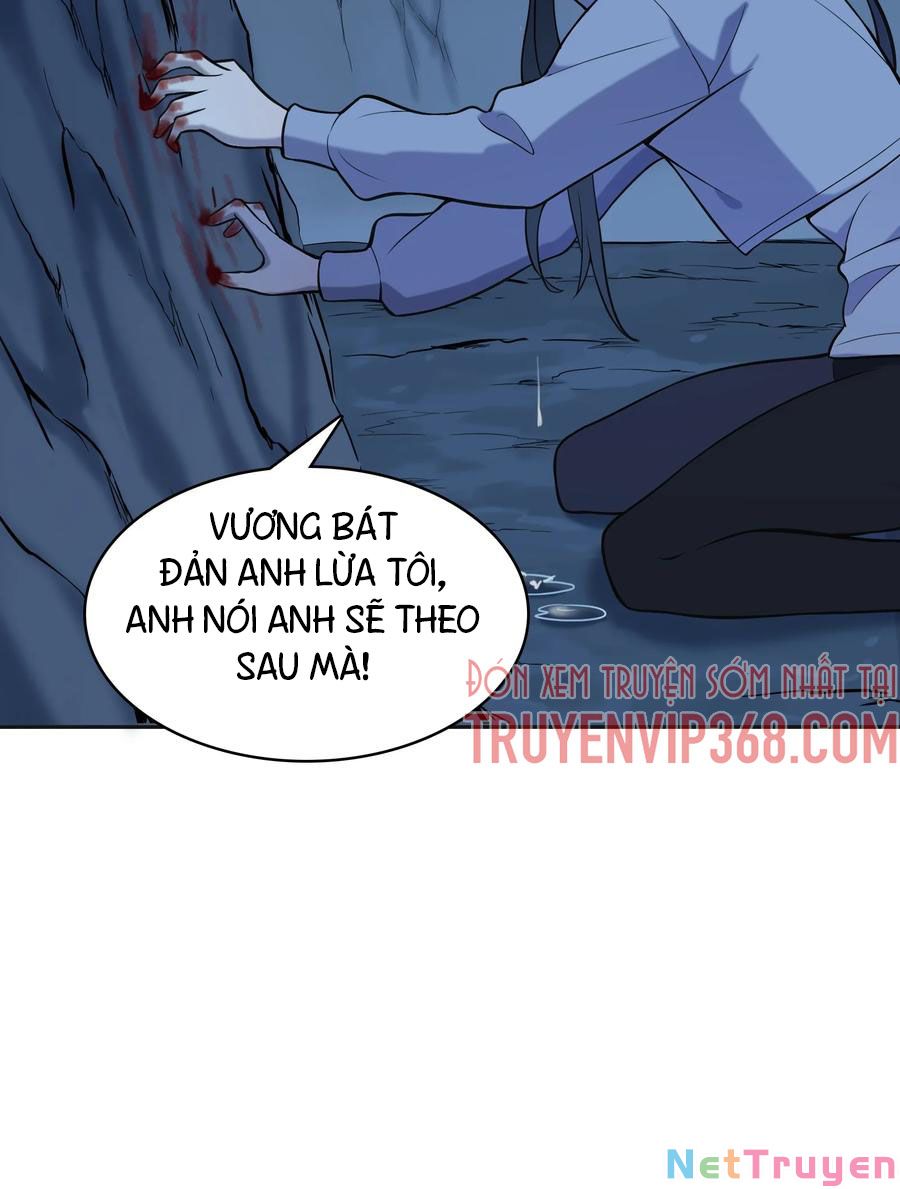 VƯƠNG BÁT
ĐẢN ANH LỪA TÔI,
ANH NÓI ANH SẼ THEO
SAU MÀ!
ĐÓN XEM TRUYỆN SỚM NHẤT TẠI
TRUYENVIP368.COM
NetTruyen